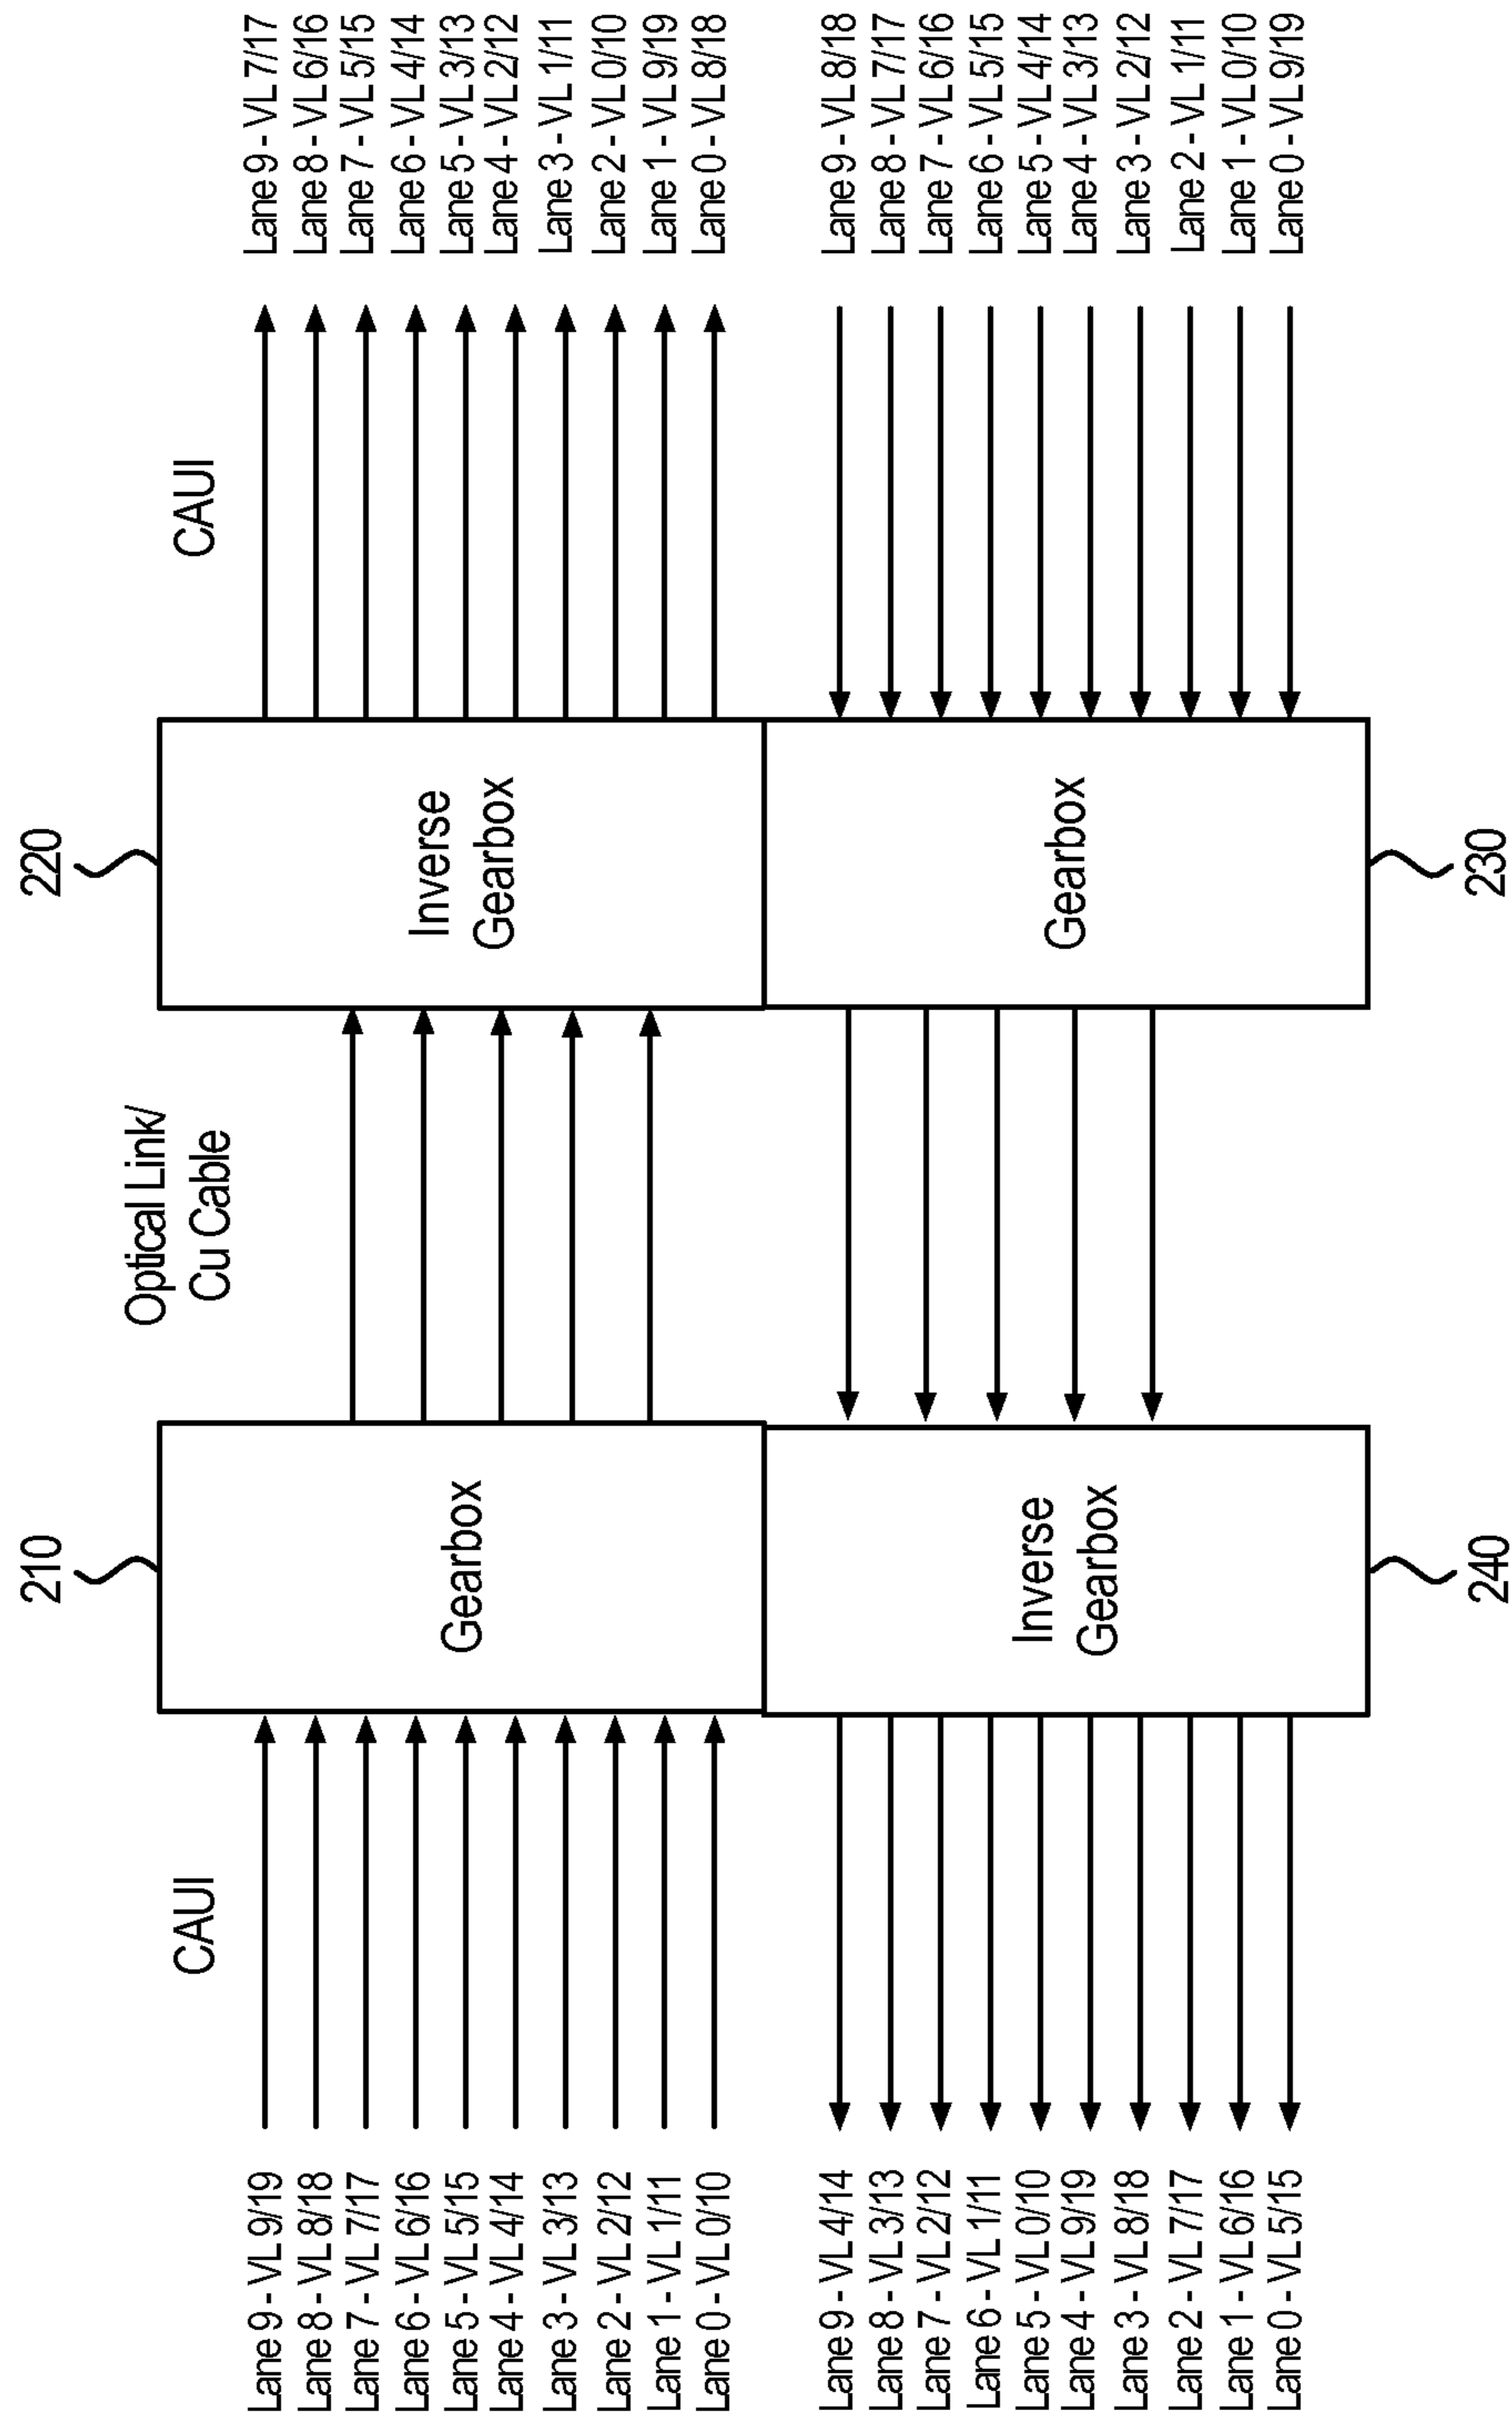 210
220
CAUI
Optical Link/
Cu Cable
CAUI
Lane 9 - VL 9/19
Lane 8 - VL 8/18
Lane 7 - VL 7/17
Lane 6 - VL 6/16
Lane 5 - VL 5/15
Lane 4 - VL 4/14
Lane 3 - VL 3/13
Lane 2 - VL 2/12
Lane 1 - VL 1/11
Lane 0 - VL 0/10
Gearbox
Inverse
Gearbox
Lane 9 - VL 7/17
Lane 8 - VL 6/16
Lane 7 - VL 5/15
Lane 6 - VL 4/14
Lane 5 - VL 3/13
Lane 4 - VL 2/12
Lane 3 - VL 1/11
Lane 2 - VL 0/10
Lane 1 - VL 9/19
Lane 0 - VL 8/18
Lane 9 - VL 4/14
Lane 8 - VL 3/13
Lane 7 - VL 2/12
Lane 6 - VL 1/11
Lane 5 - VL 0/10
Lane 4 - VL 9/19
Lane 3 - VL 8/18
Lane 2 - VL 7/17
Lane 1 - VL 6/16
Lane 0 - VL 5/15
Inverse
Gearbox
Gearbox
Lane 9 - VL 8/18
Lane 8 - VL 7/17
Lane 7 - VL 6/16
Lane 6 - VL 5/15
Lane 5 - VL 4/14
Lane 4 - VL 3/13
Lane 3 - VL 2/12
Lane 2 - VL 1/11
Lane 1 - VL 0/10
Lane 0 - VL 9/19
240
230